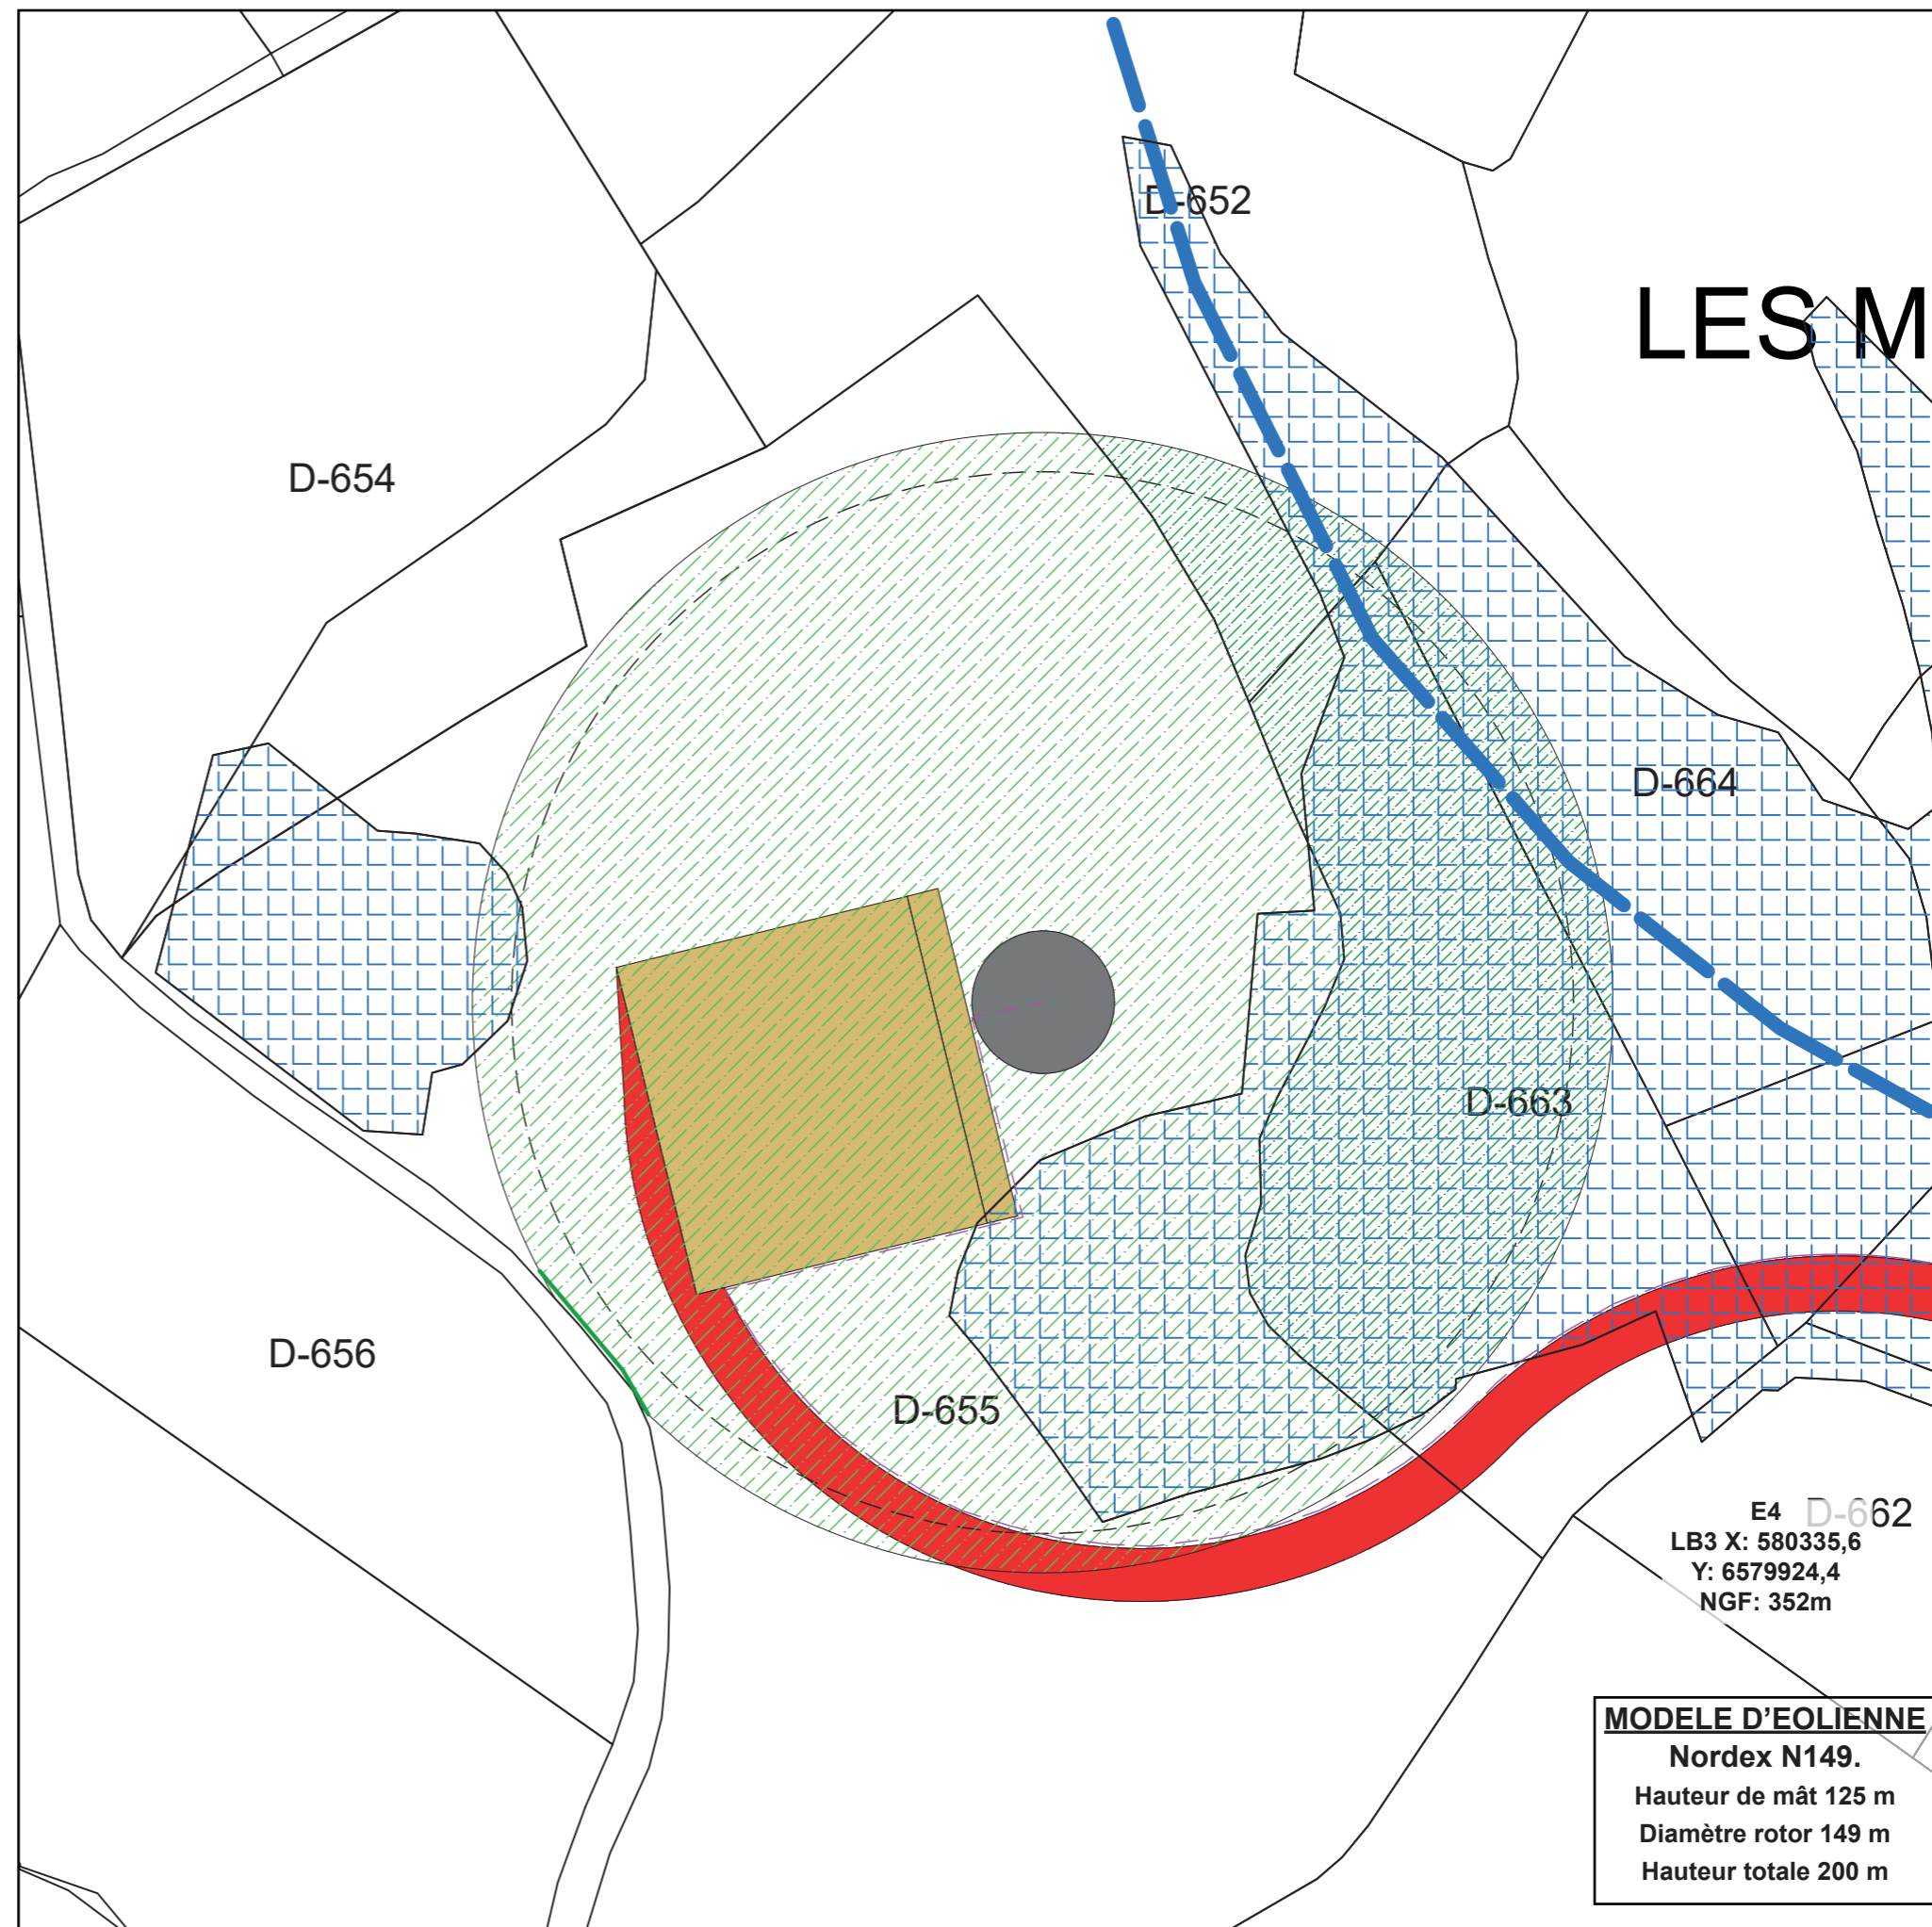 D-652
LES M
D-654
D-664
D-663
D-656
D-655
E4
D-662
LB3 X: 580335,6
Y: 6579924,4
NGF: 352m
MODELE D'EOLIENNE
Nordex N149.
Hauteur de mât 125 m
Diamètre rotor 149 m
Hauteur totale 200 m